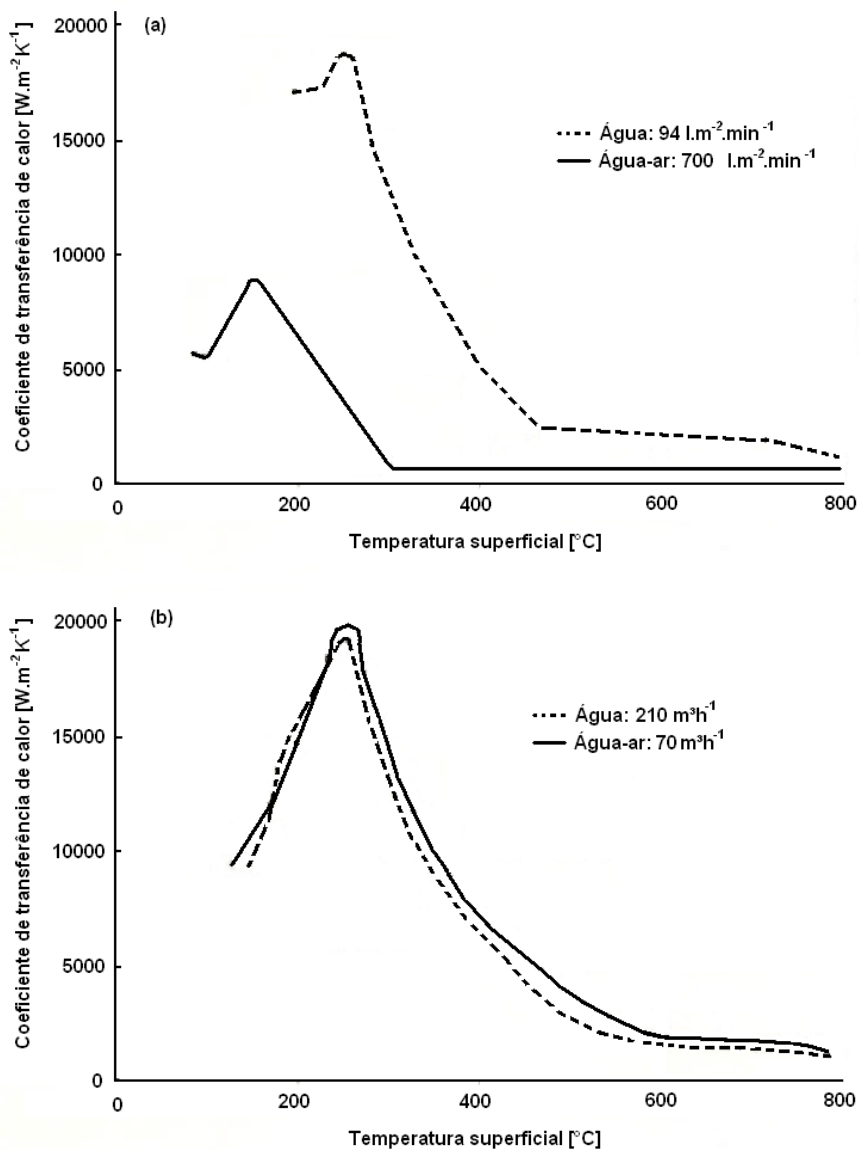 (a)
Coeficiente de transferência de calor [W.m⁻²K⁻¹]
20000
15000
10000
5000
0
Água: 94 l.m⁻².min⁻¹
Água-ar: 700 l.m⁻².min⁻¹
0 200 400 600 800
Temperatura superficial [°C]
(b)
Coeficiente de transferência de calor [W.m⁻²K⁻¹]
20000
15000
10000
5000
0
Água: 210 m³h⁻¹
Água-ar: 70 m³h⁻¹
0 200 400 600 800
Temperatura superficial [°C]